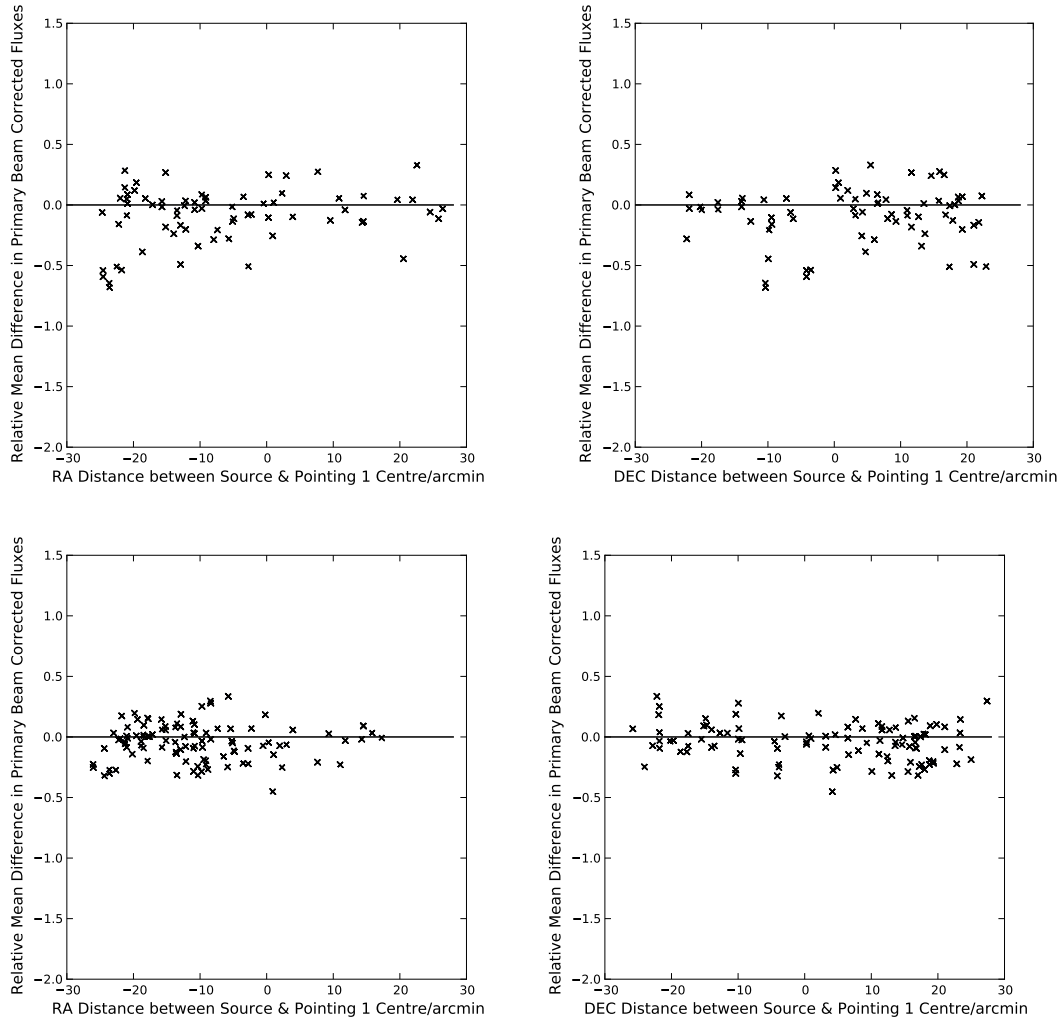 1.5
1.0
0.5
0.0
−0.5
−1.0
−1.5
−2.0
−30 −20 −10 0 10 20 30
RA Distance between Source & Pointing 1 Centre/arcmin
Relative Mean Difference in Primary Beam Corrected Fluxes
1.5
1.0
0.5
0.0
−0.5
−1.0
−1.5
−2.0
−30 −20 −10 0 10 20 30
DEC Distance between Source & Pointing 1 Centre/arcmin
Relative Mean Difference in Primary Beam Corrected Fluxes
1.5
1.0
0.5
0.0
−0.5
−1.0
−1.5
−2.0
−30 −20 −10 0 10 20 30
RA Distance between Source & Pointing 1 Centre/arcmin
Relative Mean Difference in Primary Beam Corrected Fluxes
1.5
1.0
0.5
0.0
−0.5
−1.0
−1.5
−2.0
−30 −20 −10 0 10 20 30
DEC Distance between Source & Pointing 1 Centre/arcmin
Relative Mean Difference in Primary Beam Corrected Fluxes